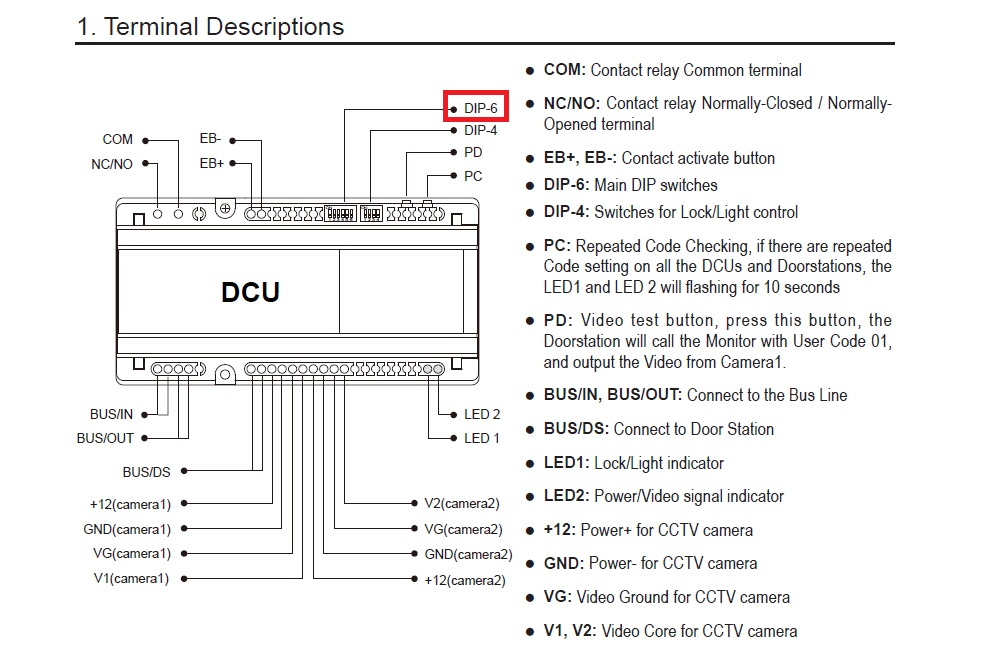 1. Terminal Descriptions
DIP-6
DIP-4
PD
PC
COM
NC/NO
EB-
EB+
DCU
BUS/IN
BUS/OUT
BUS/DS
+12(camera1)
GND(camera1)
VG(camera1)
V1(camera1)
LED 2
LED 1
V2(camera2)
VG(camera2)
GND(camera2)
+12(camera2)
● COM: Contact relay Common terminal
● NC/NO: Contact relay Normally-Closed / Normally-
Opened terminal
● EB+, EB-: Contact activate button
● DIP-6: Main DIP switches
● DIP-4: Switches for Lock/Light control
● PC: Repeated Code Checking, if there are repeated
Code setting on all the DCUs and Doorstations, the
LED1 and LED 2 will flashing for 10 seconds
● PD: Video test button, press this button, the
Doorstation will call the Monitor with User Code 01,
and output the Video from Camera1.
● BUS/IN, BUS/OUT: Connect to the Bus Line
● BUS/DS: Connect to Door Station
● LED1: Lock/Light indicator
● LED2: Power/Video signal indicator
● +12: Power+ for CCTV camera
● GND: Power- for CCTV camera
● VG: Video Ground for CCTV camera
● V1, V2: Video Core for CCTV camera